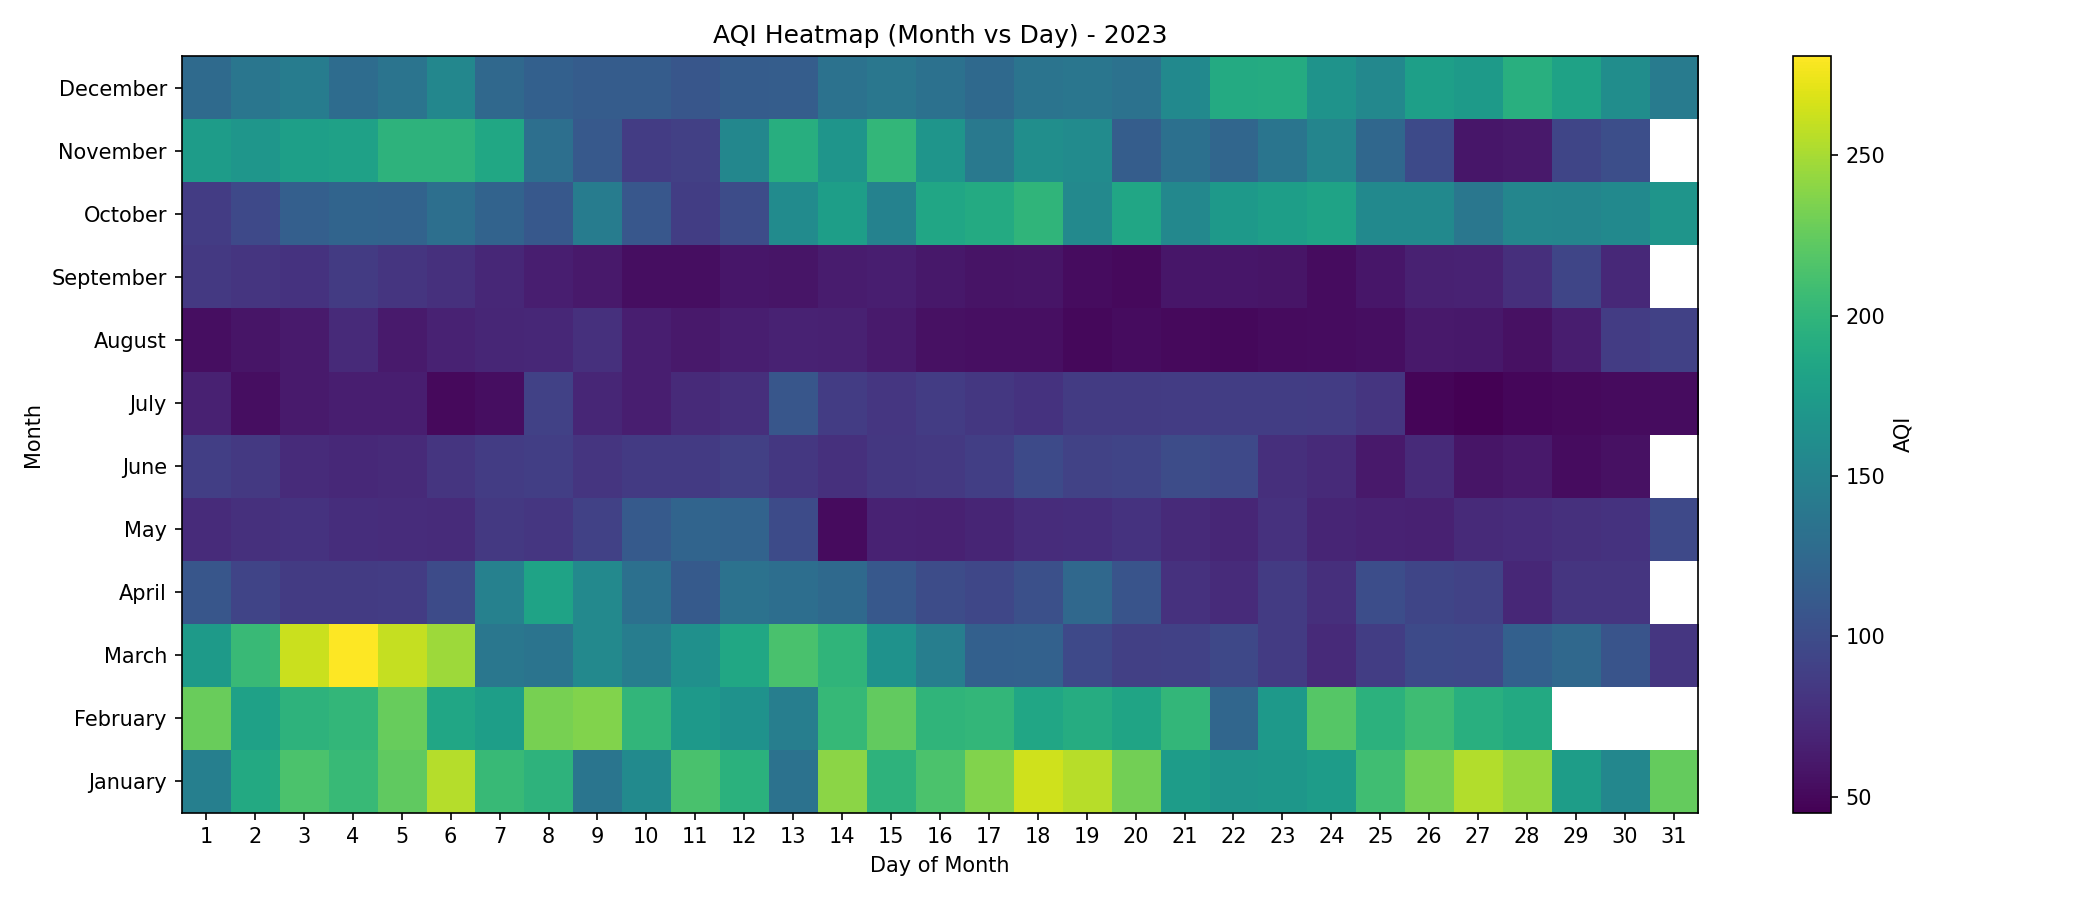 AQI Heatmap (Month vs Day) - 2023
December
November
October
September
August
July
June
May
April
March
February
January
Month
1 2 3 4 5 6 7 8 9 10 11 12 13 14 15 16 17 18 19 20 21 22 23 24 25 26 27 28 29 30 31
Day of Month
250
200
150
100
50
AQI